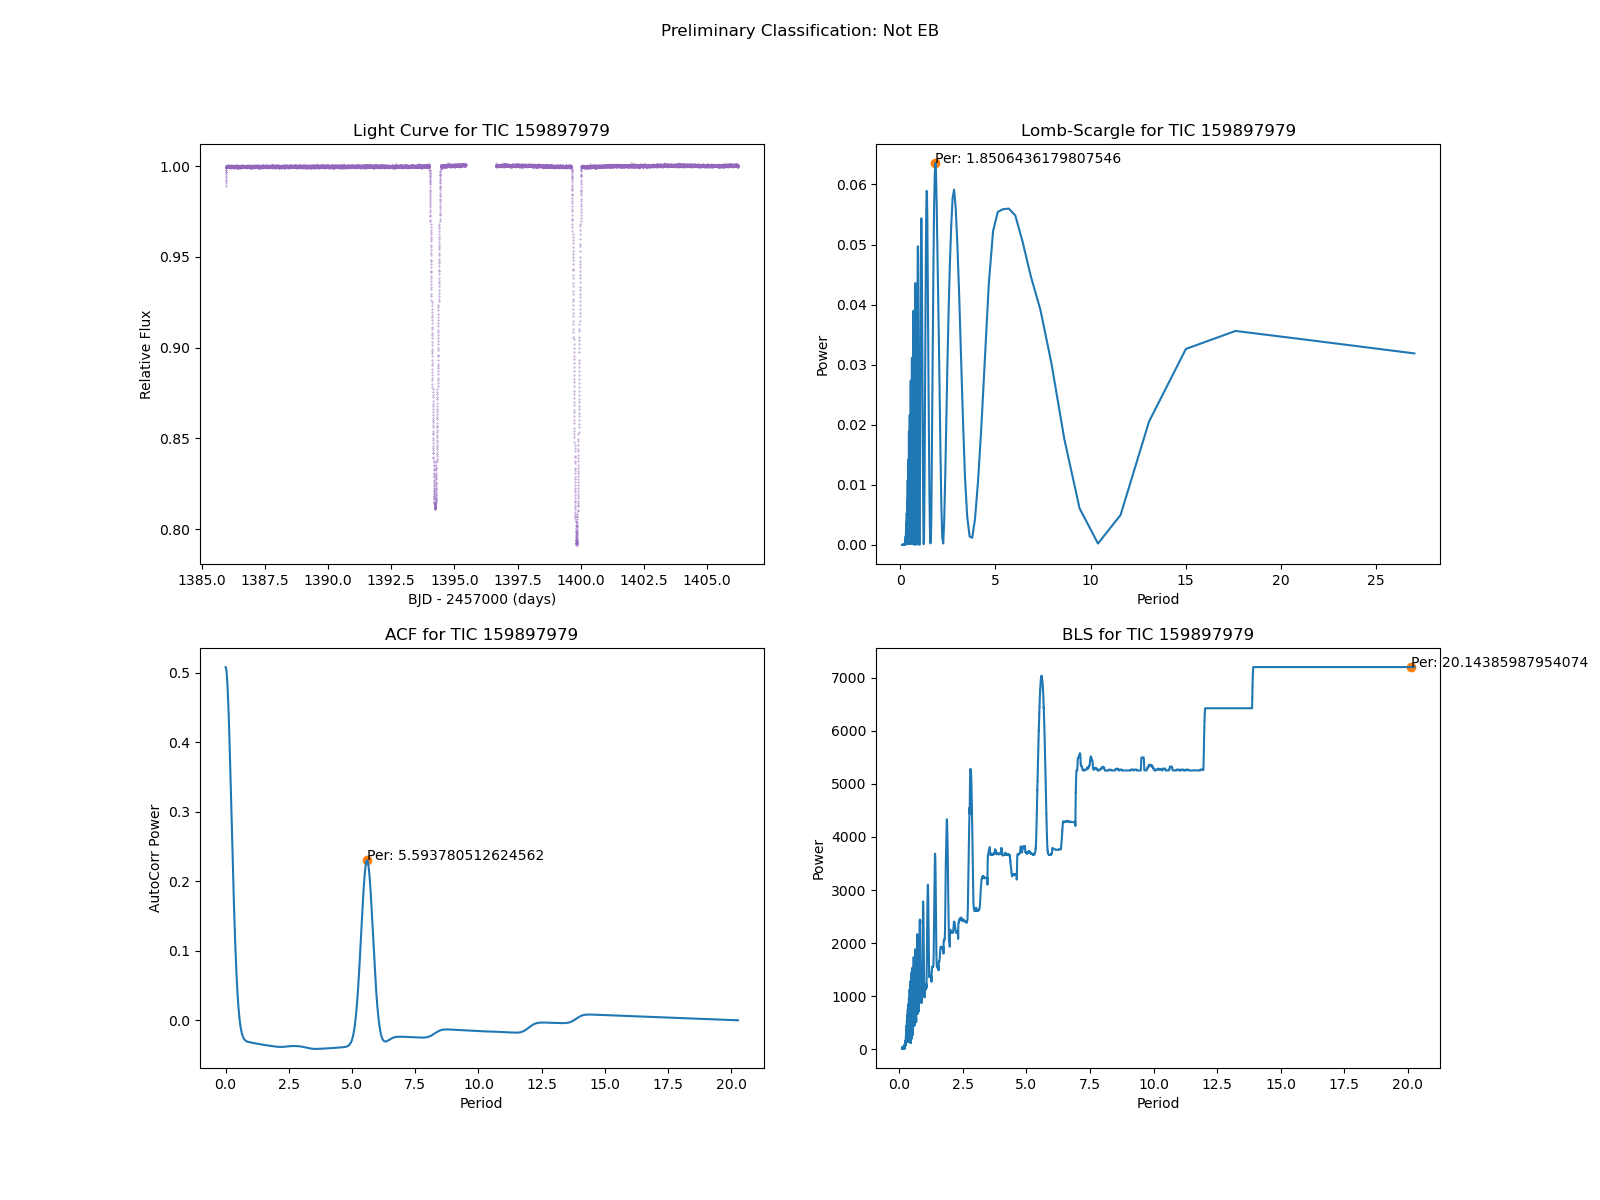 Preliminary Classification: Not EB
Light Curve for TIC 159897979
Relative Flux
1.00
0.95
0.90
0.85
0.80
1385.0 1387.5 1390.0 1392.5 1395.0 1397.5 1400.0 1402.5 1405.0
BJD - 2457000 (days)
Lomb-Scargle for TIC 159897979
Per: 1.8506436179807546
Power
0.06
0.05
0.04
0.03
0.02
0.01
0.00
0 5 10 15 20 25
Period
ACF for TIC 159897979
Per: 5.593780512624562
AutoCorr Power
0.5
0.4
0.3
0.2
0.1
0.0
0.0 2.5 5.0 7.5 10.0 12.5 15.0 17.5 20.0
Period
BLS for TIC 159897979
Per: 20.14385987954074
Power
7000
6000
5000
4000
3000
2000
1000
0
0.0 2.5 5.0 7.5 10.0 12.5 15.0 17.5 20.0
Period